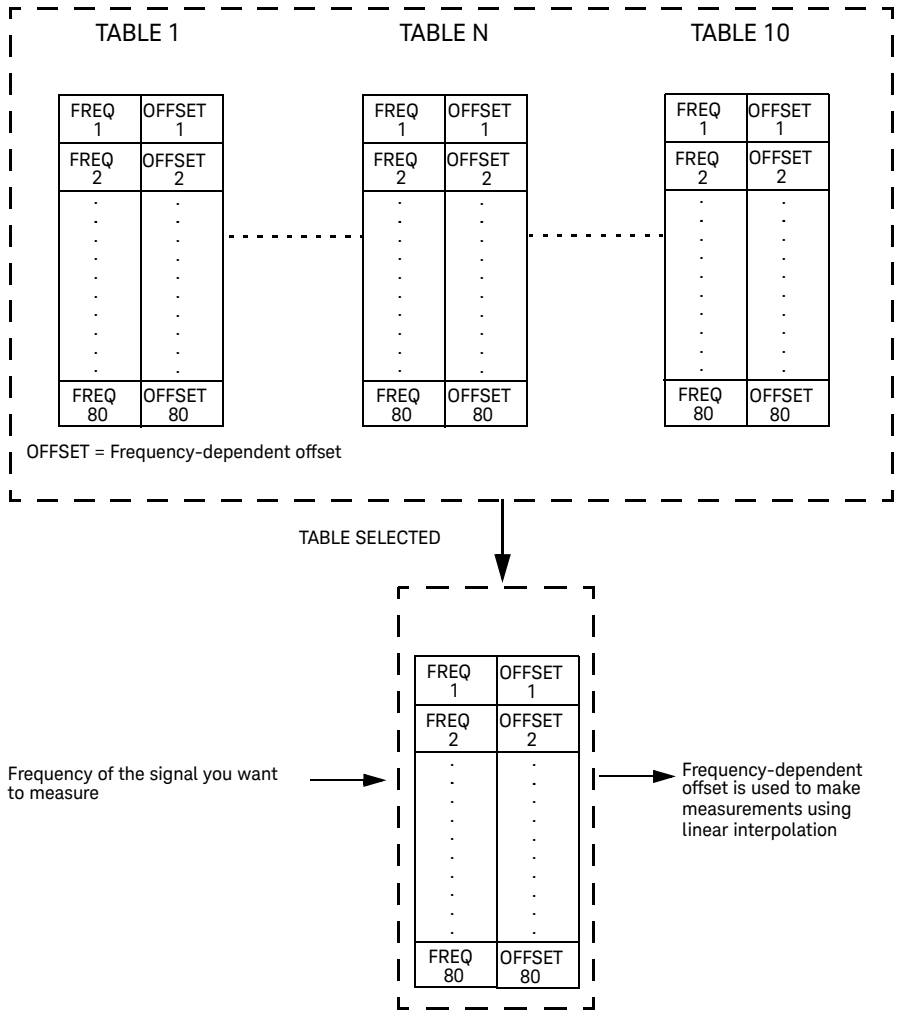 TABLE 1
TABLE N
TABLE 10
FREQ 1 OFFSET 1
FREQ 2 OFFSET 2
FREQ 80 OFFSET 80
FREQ 1 OFFSET 1
FREQ 2 OFFSET 2
FREQ 80 OFFSET 80
FREQ 1 OFFSET 1
FREQ 2 OFFSET 2
FREQ 80 OFFSET 80
OFFSET = Frequency-dependent offset
TABLE SELECTED
Frequency of the signal you want
to measure
FREQ 1 OFFSET 1
FREQ 2 OFFSET 2
FREQ 80 OFFSET 80
Frequency-dependent
offset is used to make
measurements using
linear interpolation